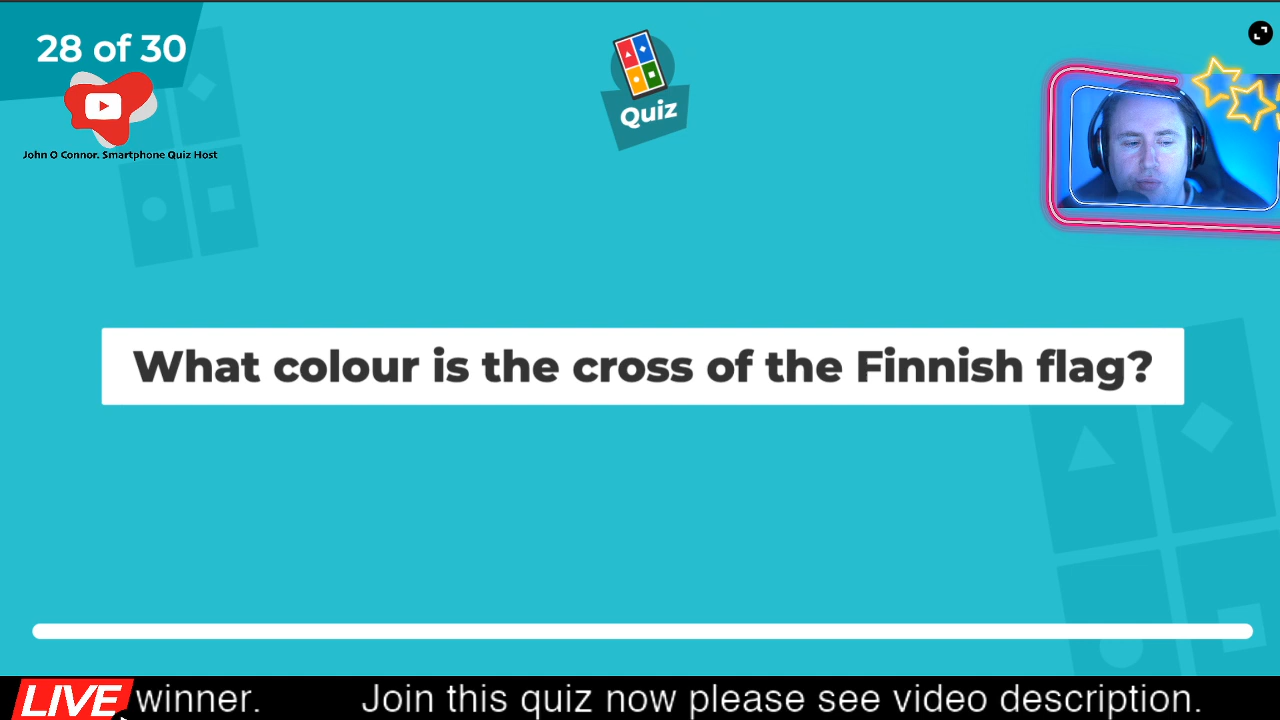 28 of 30
Quiz
John O Connor. Smartphone Quiz Host
What colour is the cross of the Finnish flag?
LIVE winner. Join this quiz now please see video description.